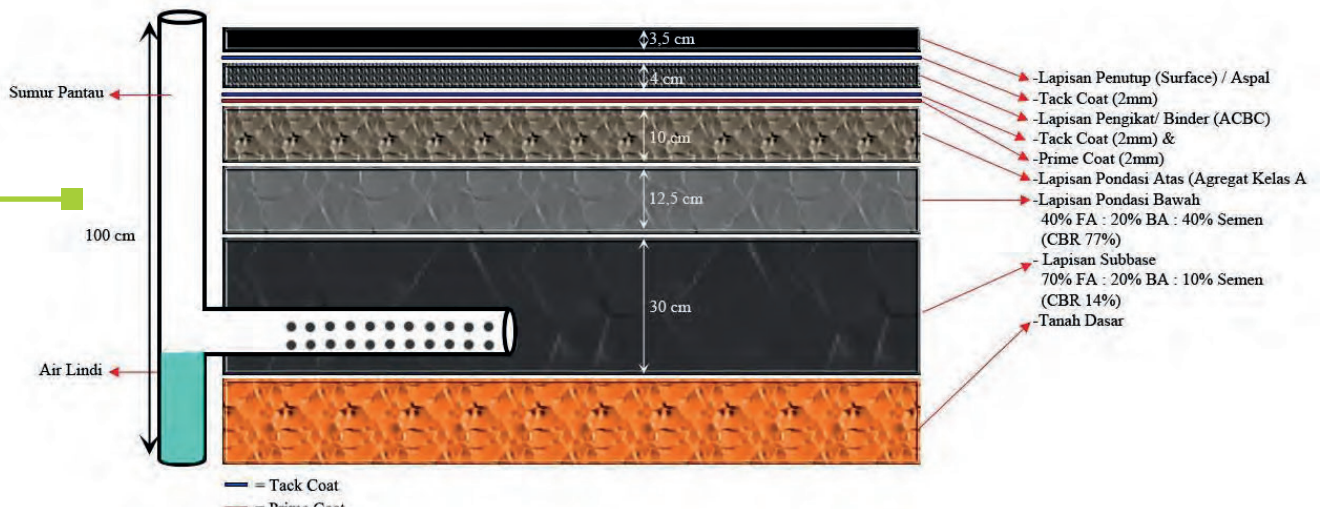 3,5 cm
4 cm
10,cm
12,5 cm
30 cm
Sumur Pantau
100 cm
Air Lindi
-Lapisan Penutup (Surface) / Aspal
-Tack Coat (2mm)
-Lapisan Pengikat/ Binder (ACBC)
-Tack Coat (2mm) &
-Prime Coat (2mm)
-Lapisan Pondasi Atas (Agregat Kelas A
-Lapisan Pondasi Bawah
40% FA : 20% BA : 40% Semen
(CBR 77%)
- Lapisan Subbase
70% FA : 20% BA : 10% Semen
(CBR 14%)
-Tanah Dasar
= Tack Coat
= Prime Coat